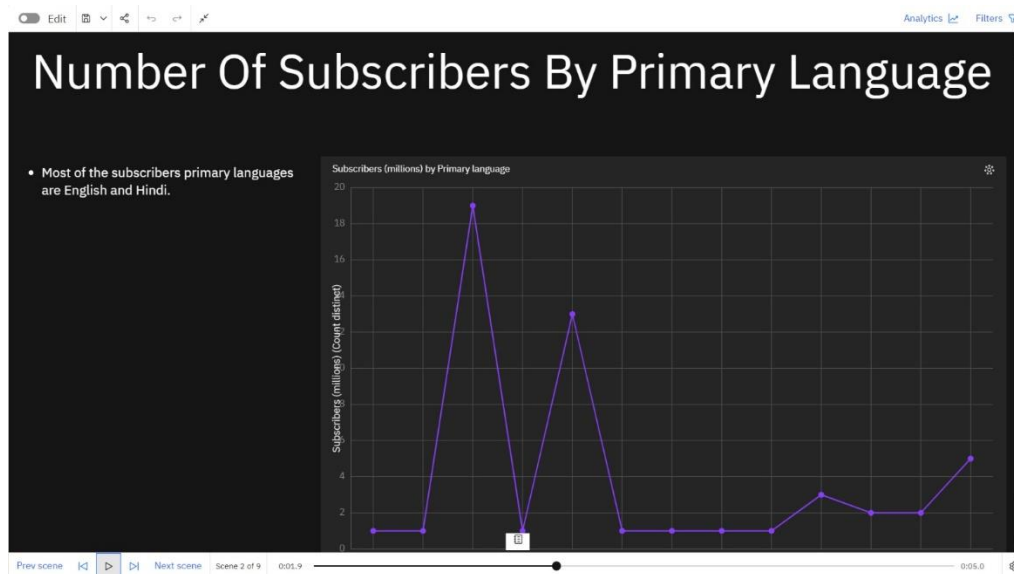 Edit
Analytics
Filters
Number Of Subscribers By Primary Language
• Most of the subscribers primary languages
are English and Hindi.
Subscribers (millions) by Primary language
Subscribers (millions) (Count distinct)
20
18
16
4
2
0
Prev scene
Next scene
Scene 2 of 9
0:01.9
0:05.0